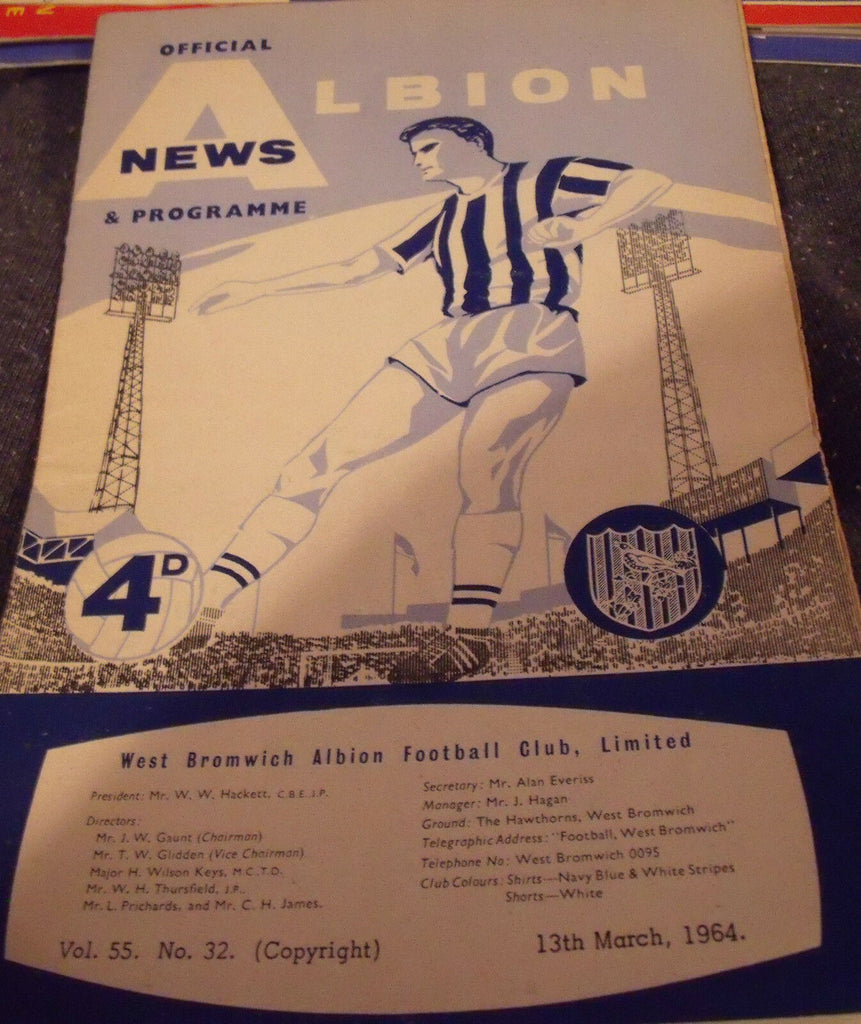 OFFICIAL
ALBION
NEWS
& PROGRAMME
4D
West Bromwich Albion Football Club, Limited
President: Mr. W. W. Hackett, C.B.E. J.P.
Directors:
Mr. J. W. Gaunt (Chairman)
Mr. T. W. Glidden (Vice Chairman)
Major H. Wilson Keys, M.C. T.D.
Mr. W. H. Thursfield, J.P.,
Mr. L. Prichards, and Mr. C. H. James.
Secretary: Mr. Alan Everiss
Manager: Mr. J. Hagan
Ground: The Hawthorns, West Bromwich
Telegraphic Address: "Football, West Bromwich"
Telephone No: West Bromwich 0095
Club Colours: Shirts—Navy Blue & White Stripes
Shorts—White
Vol. 55. No. 32. (Copyright)
13th March, 1964.